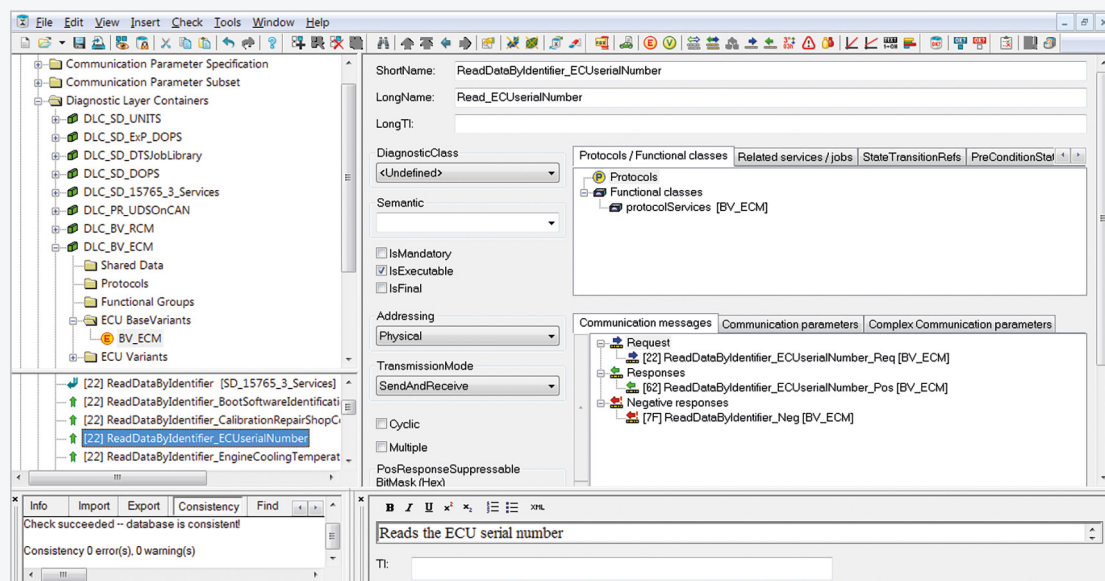 File Edit View Insert Check Tools Window Help
Communication Parameter Specification
Communication Parameter Subset
Diagnostic Layer Containers
DLC_SD_UNITS
DLC_SD_ExP_DOPS
DLC_SD_DTSJobLibrary
DLC_SD_DOPS
DLC_SD_15765_3_Services
DLC_PR_UDSOnCAN
DLC_BV_RCM
DLC_BV_ECM
Shared Data
Protocols
Functional Groups
ECU BaseVariants
E BV_ECM
ECU Variants
[22] ReadDataByIdentifier [SD_15765_3_Services]
[22] ReadDataByIdentifier_BootSoftwareIdentificati
[22] ReadDataByIdentifier_CalibrationRepairShopC
[22] ReadDataByIdentifier_ECUserialNumber
[22] ReadDataByIdentifier_EngineCoolingTemperat
ShortName: ReadDataByIdentifier_ECUserialNumber
LongName: Read_ECUserialNumber
LongTI:
DiagnosticClass
<Undefined>
Semantic
IsMandatory
IsExecutable
IsFinal
Addressing
Physical
TransmissionMode
SendAndReceive
Cyclic
Multiple
PosResponseSuppressable
BitMask (Hex)
Protocols / Functional classes Related services / jobs StateTransitionRefs PreConditionStat
P Protocols
Functional classes
protocolServices [BV_ECM]
Communication messages Communication parameters Complex Communication parameters
Request
[22] ReadDataByIdentifier_ECUserialNumber_Req [BV_ECM]
Responses
[62] ReadDataByIdentifier_ECUserialNumber_Pos [BV_ECM]
Negative responses
[7F] ReadDataByIdentifier_Neg [BV_ECM]
Info Import Export Consistency Find
Check succeeded -- database is consistent!
Consistency 0 error(s), 0 warning(s)
B I U x² x₂ XML
Reads the ECU serial number
TI: